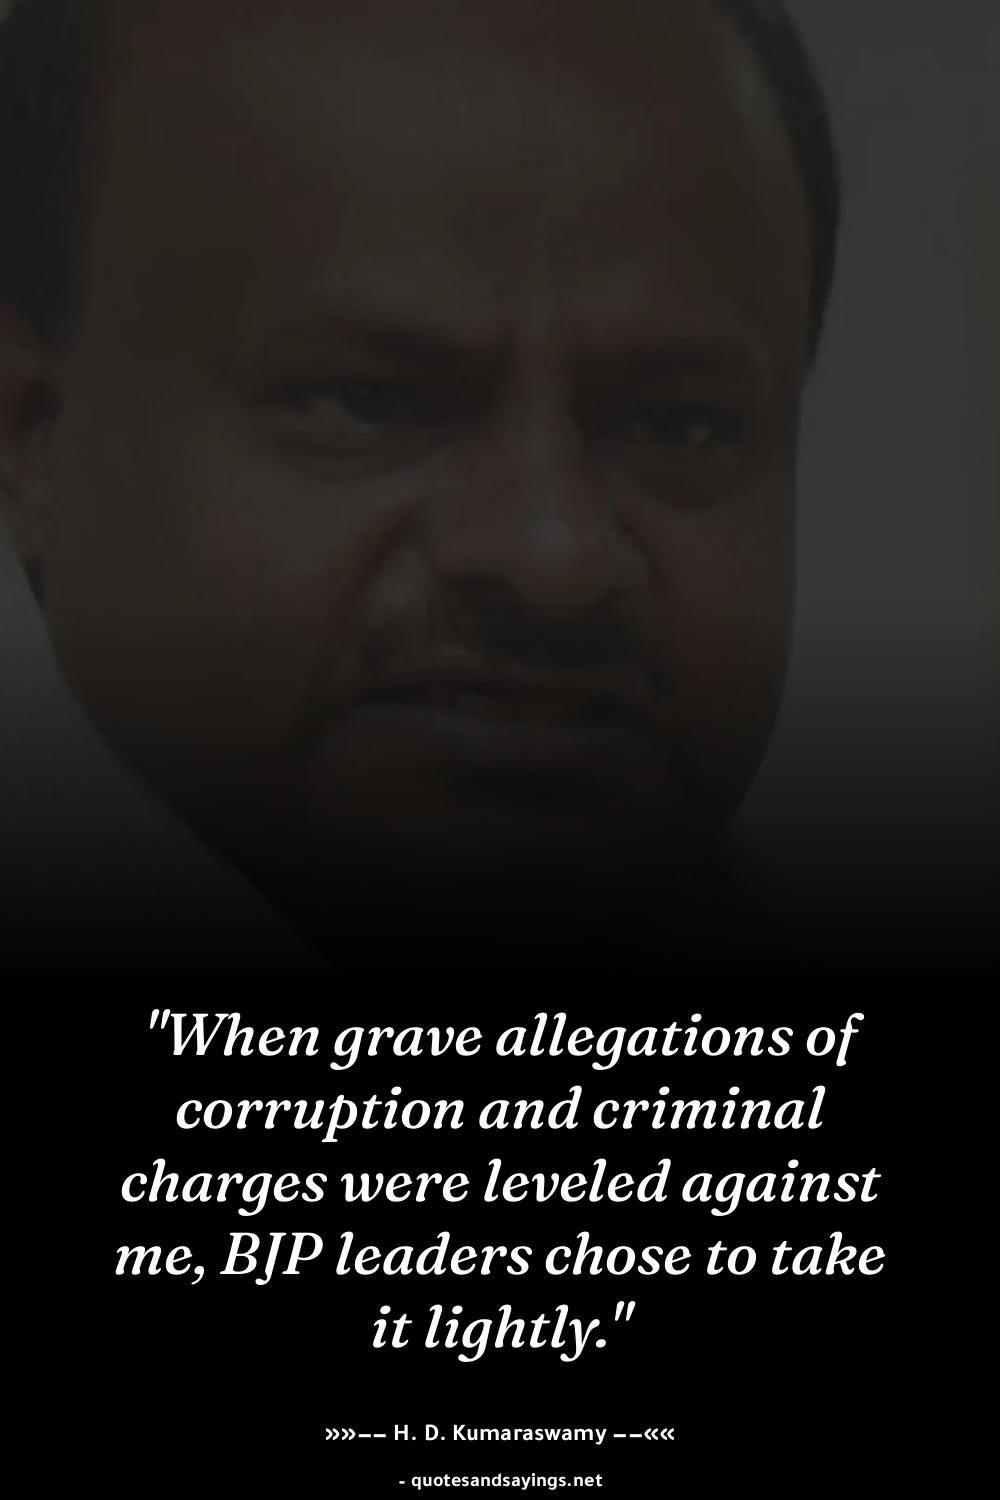 "When grave allegations of
corruption and criminal
charges were leveled against
me, BJP leaders chose to take
it lightly."
»»–– H. D. Kumaraswamy ––««
- quotesandsayings.net